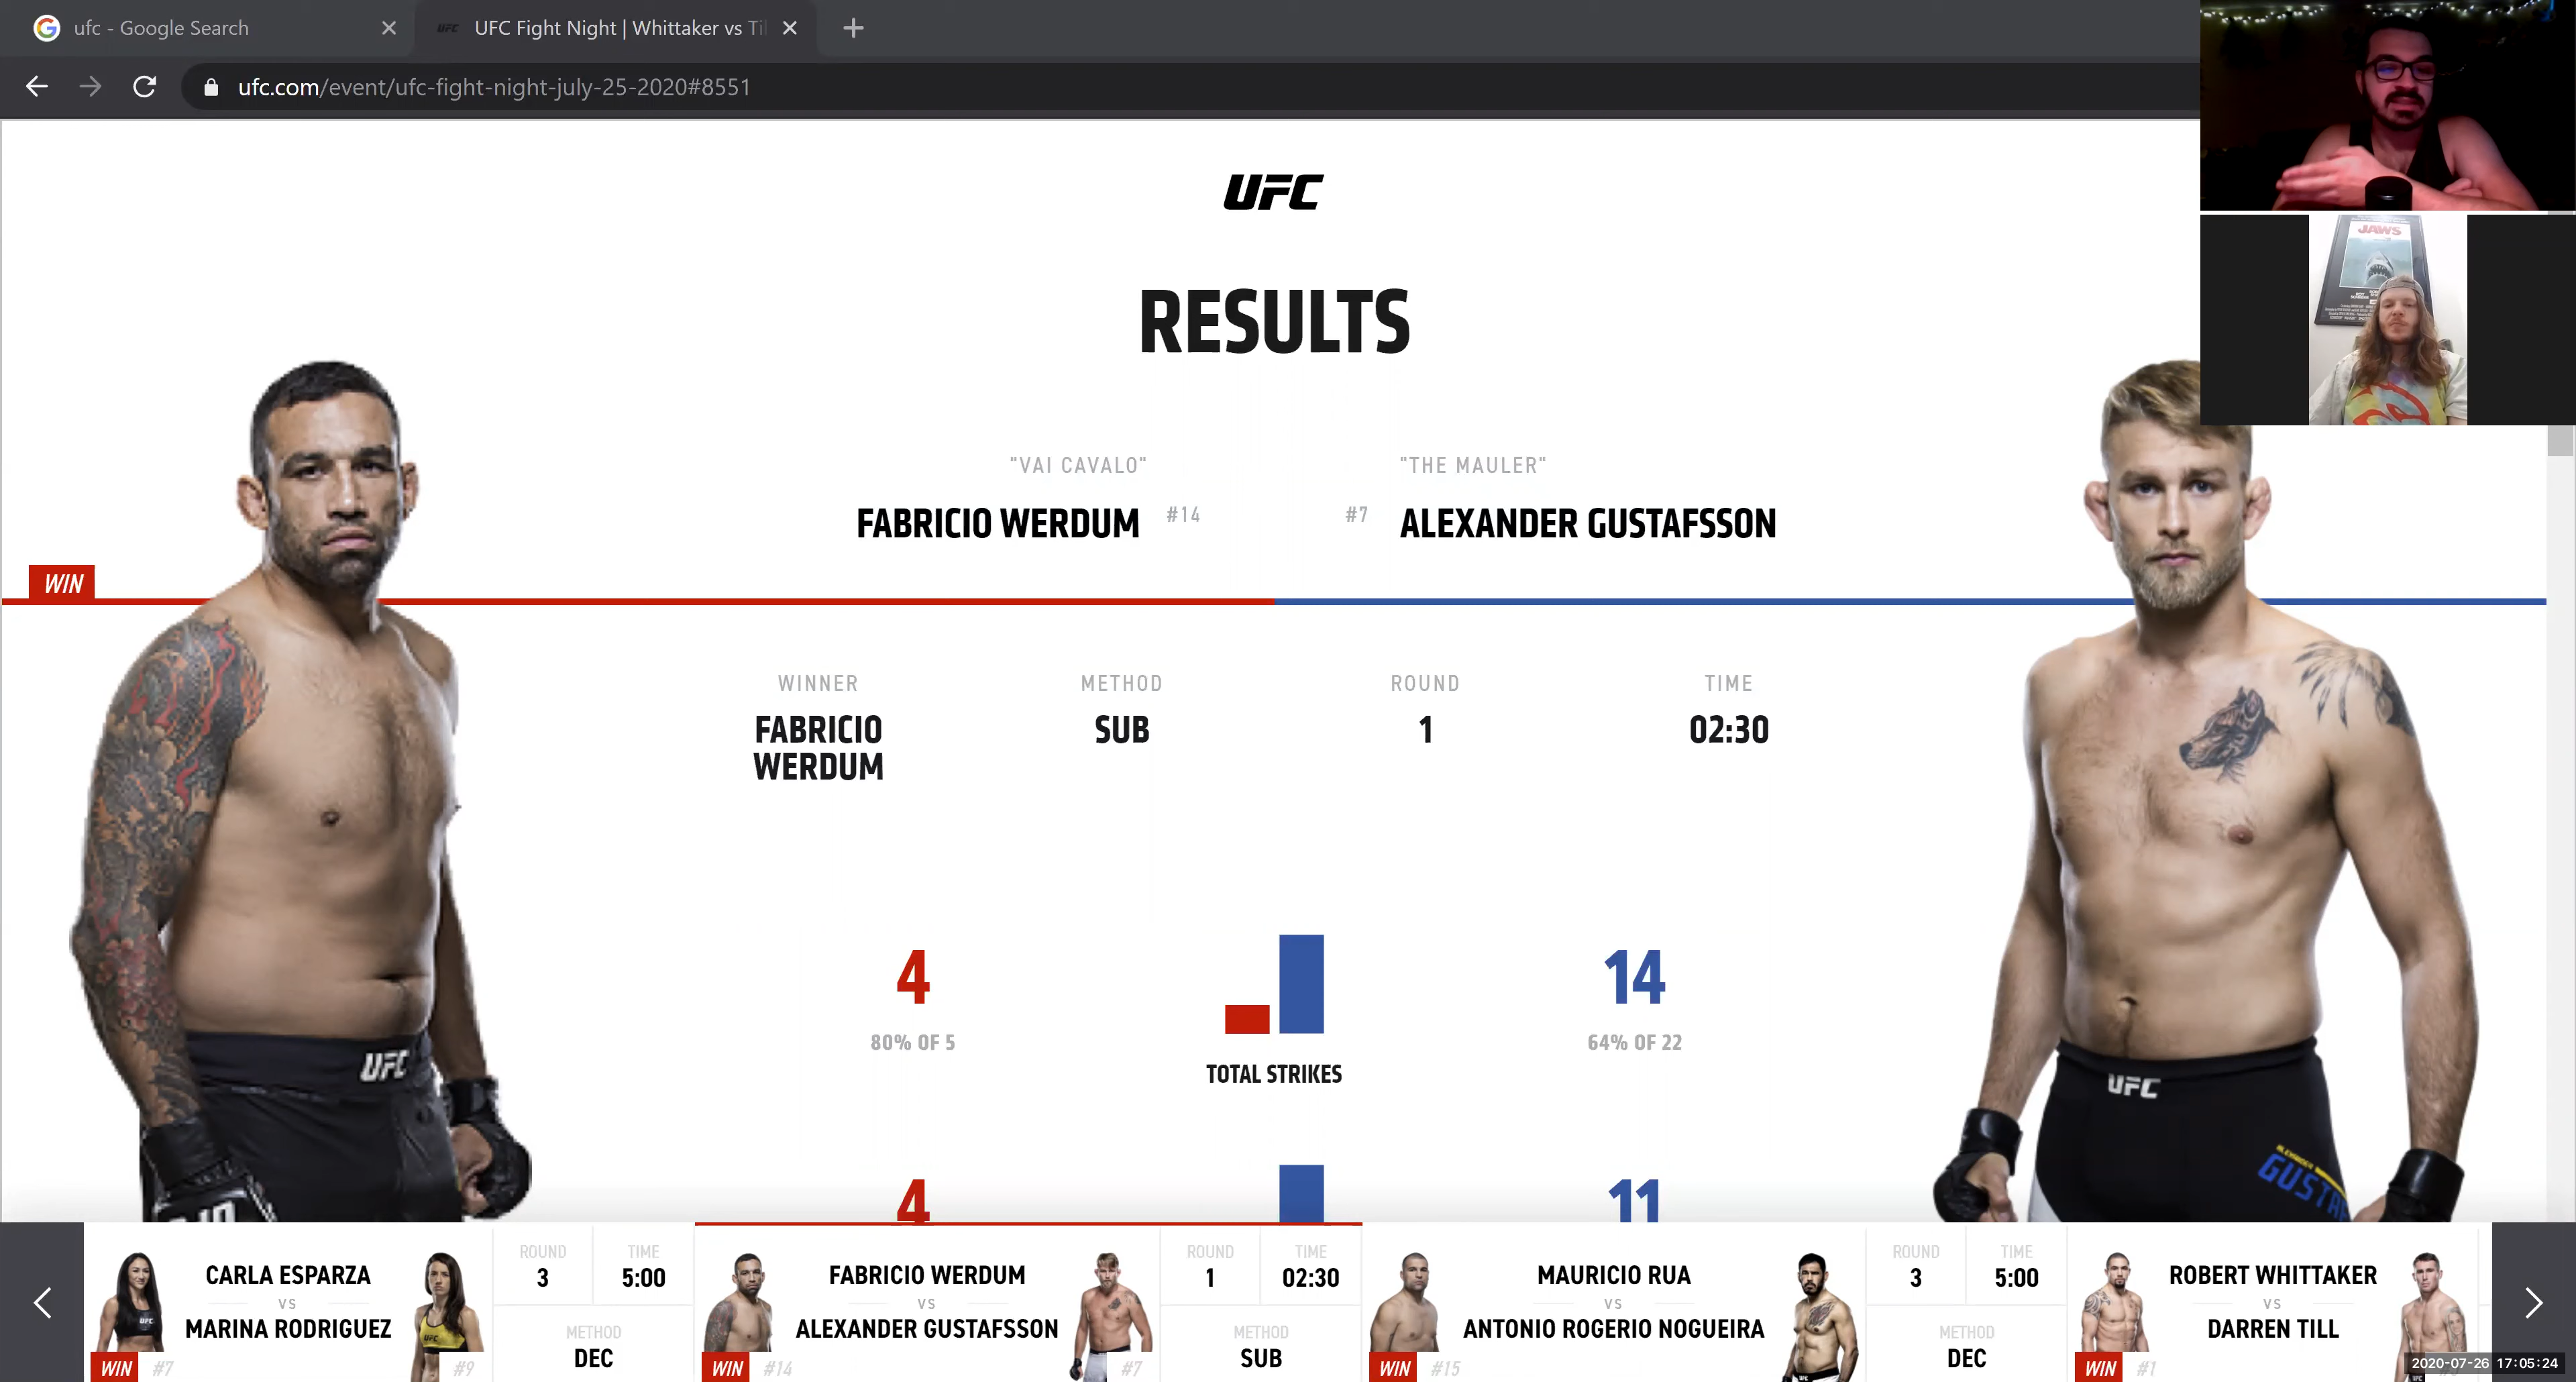 ufc - Google Search
UFC Fight Night | Whittaker vs Til
ufc.com/event/ufc-fight-night-july-25-2020#8551
JAWS
UFC
RESULTS
"VAI CAVALO"
"THE MAULER"
FABRICIO WERDUM #14
#7 ALEXANDER GUSTAFSSON
WIN
WINNER METHOD ROUND TIME
FABRICIO
WERDUM
SUB 1 02:30
4 14
80% OF 5 64% OF 22
TOTAL STRIKES
UFC
UFC
4 11
CARLA ESPARZA
VS
MARINA RODRIGUEZ
WIN #7 #9
ROUND TIME
3 5:00
METHOD
DEC
FABRICIO WERDUM
VS
ALEXANDER GUSTAFSSON
WIN #14 #7
ROUND TIME
1 02:30
METHOD
SUB
MAURICIO RUA
VS
ANTONIO ROGERIO NOGUEIRA
WIN #15
ROUND TIME
3 5:00
METHOD
DEC
ROBERT WHITTAKER
VS
DARREN TILL
WIN #1
2020-07-26 17:05:24